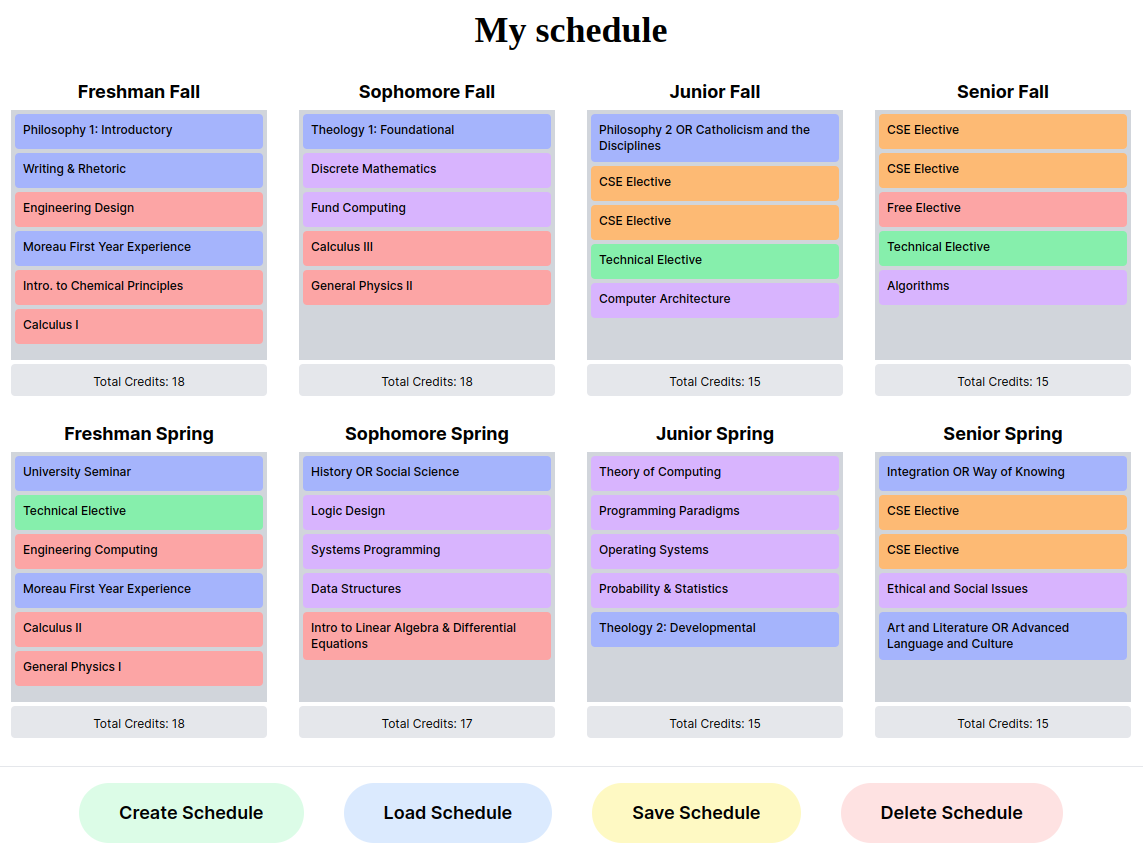 My schedule
Freshman Fall
Philosophy 1: Introductory
Writing & Rhetoric
Engineering Design
Moreau First Year Experience
Intro. to Chemical Principles
Calculus I
Total Credits: 18
Sophomore Fall
Theology 1: Foundational
Discrete Mathematics
Fund Computing
Calculus III
General Physics II
Total Credits: 18
Junior Fall
Philosophy 2 OR Catholicism and the
Disciplines
CSE Elective
CSE Elective
Technical Elective
Computer Architecture
Total Credits: 15
Senior Fall
CSE Elective
CSE Elective
Free Elective
Technical Elective
Algorithms
Total Credits: 15
Freshman Spring
University Seminar
Technical Elective
Engineering Computing
Moreau First Year Experience
Calculus II
General Physics I
Total Credits: 18
Sophomore Spring
History OR Social Science
Logic Design
Systems Programming
Data Structures
Intro to Linear Algebra & Differential
Equations
Total Credits: 17
Junior Spring
Theory of Computing
Programming Paradigms
Operating Systems
Probability & Statistics
Theology 2: Developmental
Total Credits: 15
Senior Spring
Integration OR Way of Knowing
CSE Elective
CSE Elective
Ethical and Social Issues
Art and Literature OR Advanced
Language and Culture
Total Credits: 15
Create Schedule
Load Schedule
Save Schedule
Delete Schedule